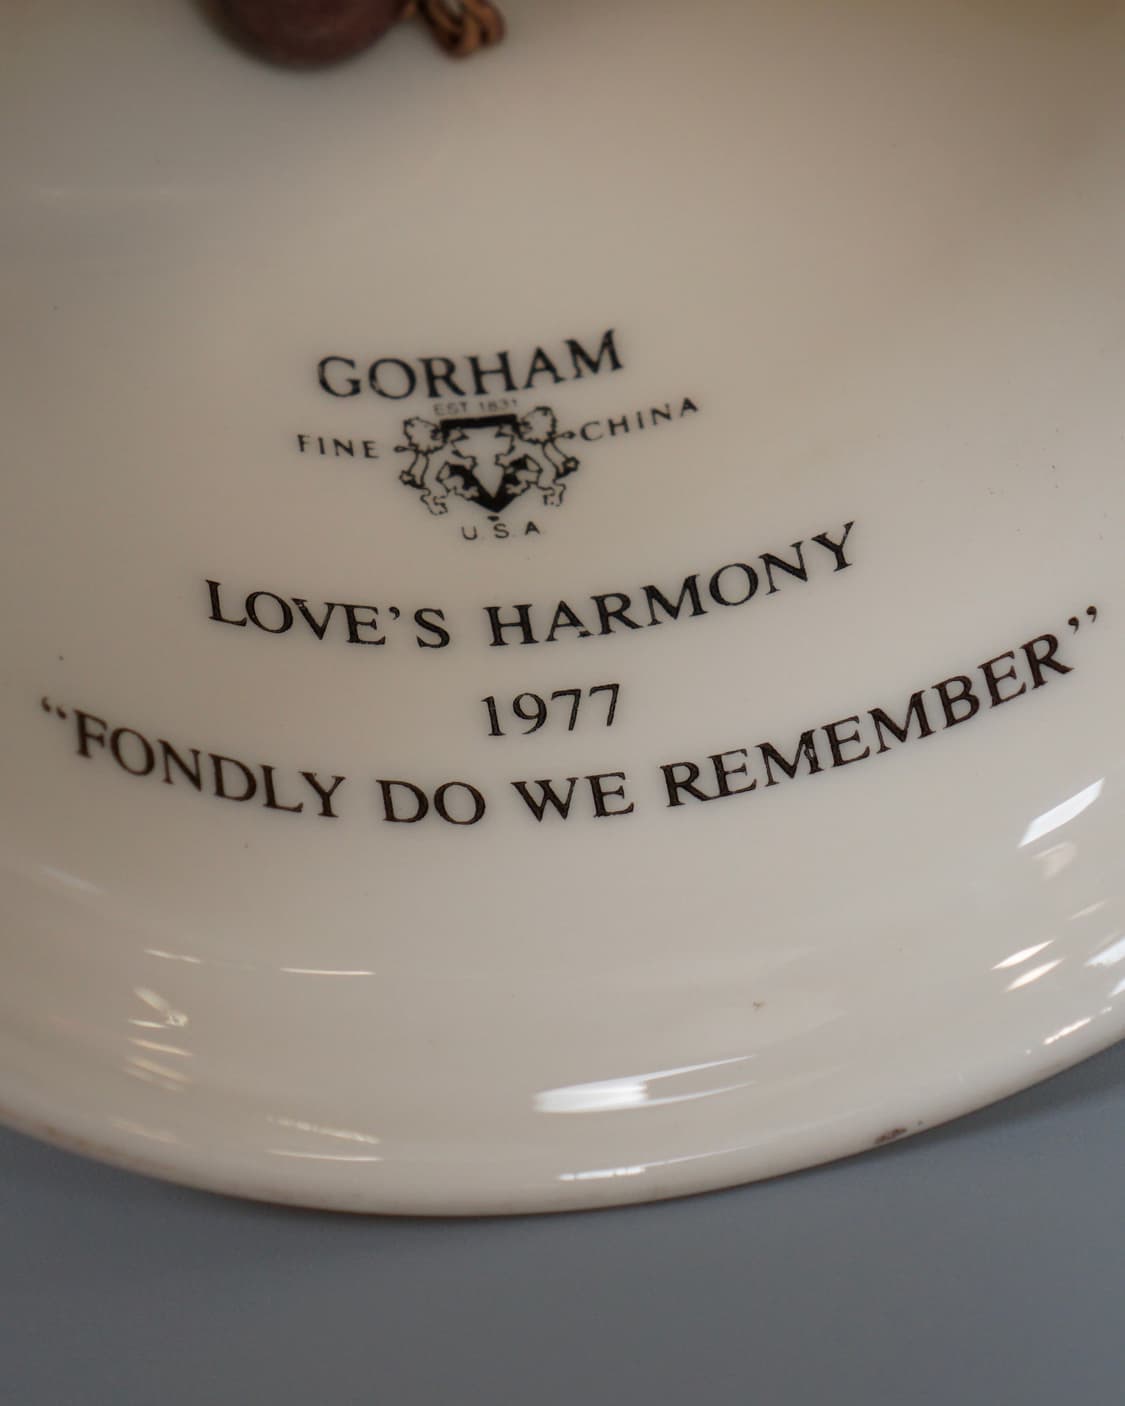 GORHAM
EST 1831
FINE CHINA
U.S.A
LOVE'S HARMONY
1977
“FONDLY DO WE REMEMBER”